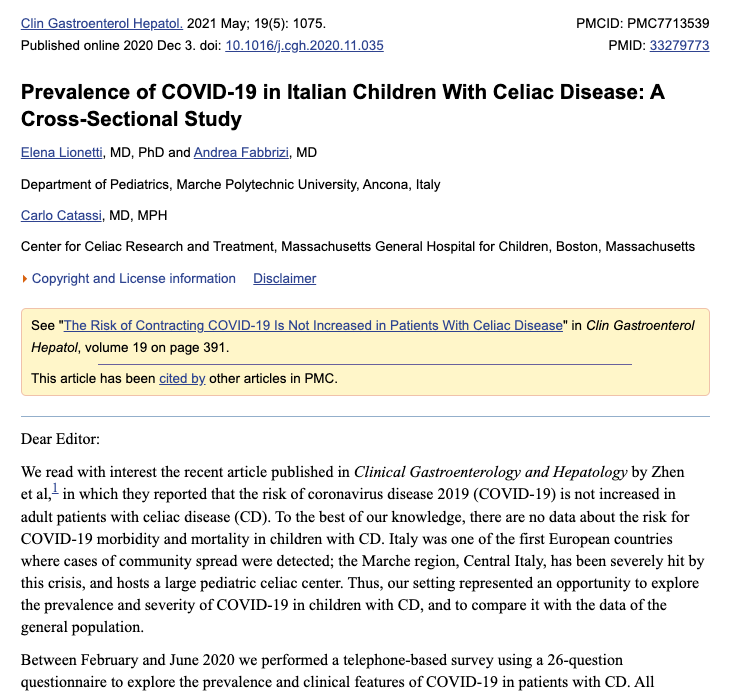 Clin Gastroenterol Hepatol. 2021 May; 19(5): 1075. PMCID: PMC7713539
Published online 2020 Dec 3. doi: 10.1016/j.cgh.2020.11.035 PMID: 33279773
Prevalence of COVID-19 in Italian Children With Celiac Disease: A
Cross-Sectional Study
Elena Lionetti, MD, PhD and Andrea Fabbrizi, MD
Department of Pediatrics, Marche Polytechnic University, Ancona, Italy
Carlo Catassi, MD, MPH
Center for Celiac Research and Treatment, Massachusetts General Hospital for Children, Boston, Massachusetts
Copyright and License information Disclaimer
See "The Risk of Contracting COVID-19 Is Not Increased in Patients With Celiac Disease" in Clin Gastroenterol
Hepatol, volume 19 on page 391.
This article has been cited by other articles in PMC.
Dear Editor:
We read with interest the recent article published in Clinical Gastroenterology and Hepatology by Zhen
et al,1 in which they reported that the risk of coronavirus disease 2019 (COVID-19) is not increased in
adult patients with celiac disease (CD). To the best of our knowledge, there are no data about the risk for
COVID-19 morbidity and mortality in children with CD. Italy was one of the first European countries
where cases of community spread were detected; the Marche region, Central Italy, has been severely hit by
this crisis, and hosts a large pediatric celiac center. Thus, our setting represented an opportunity to explore
the prevalence and severity of COVID-19 in children with CD, and to compare it with the data of the
general population.
Between February and June 2020 we performed a telephone-based survey using a 26-question
questionnaire to explore the prevalence and clinical features of COVID-19 in patients with CD. All